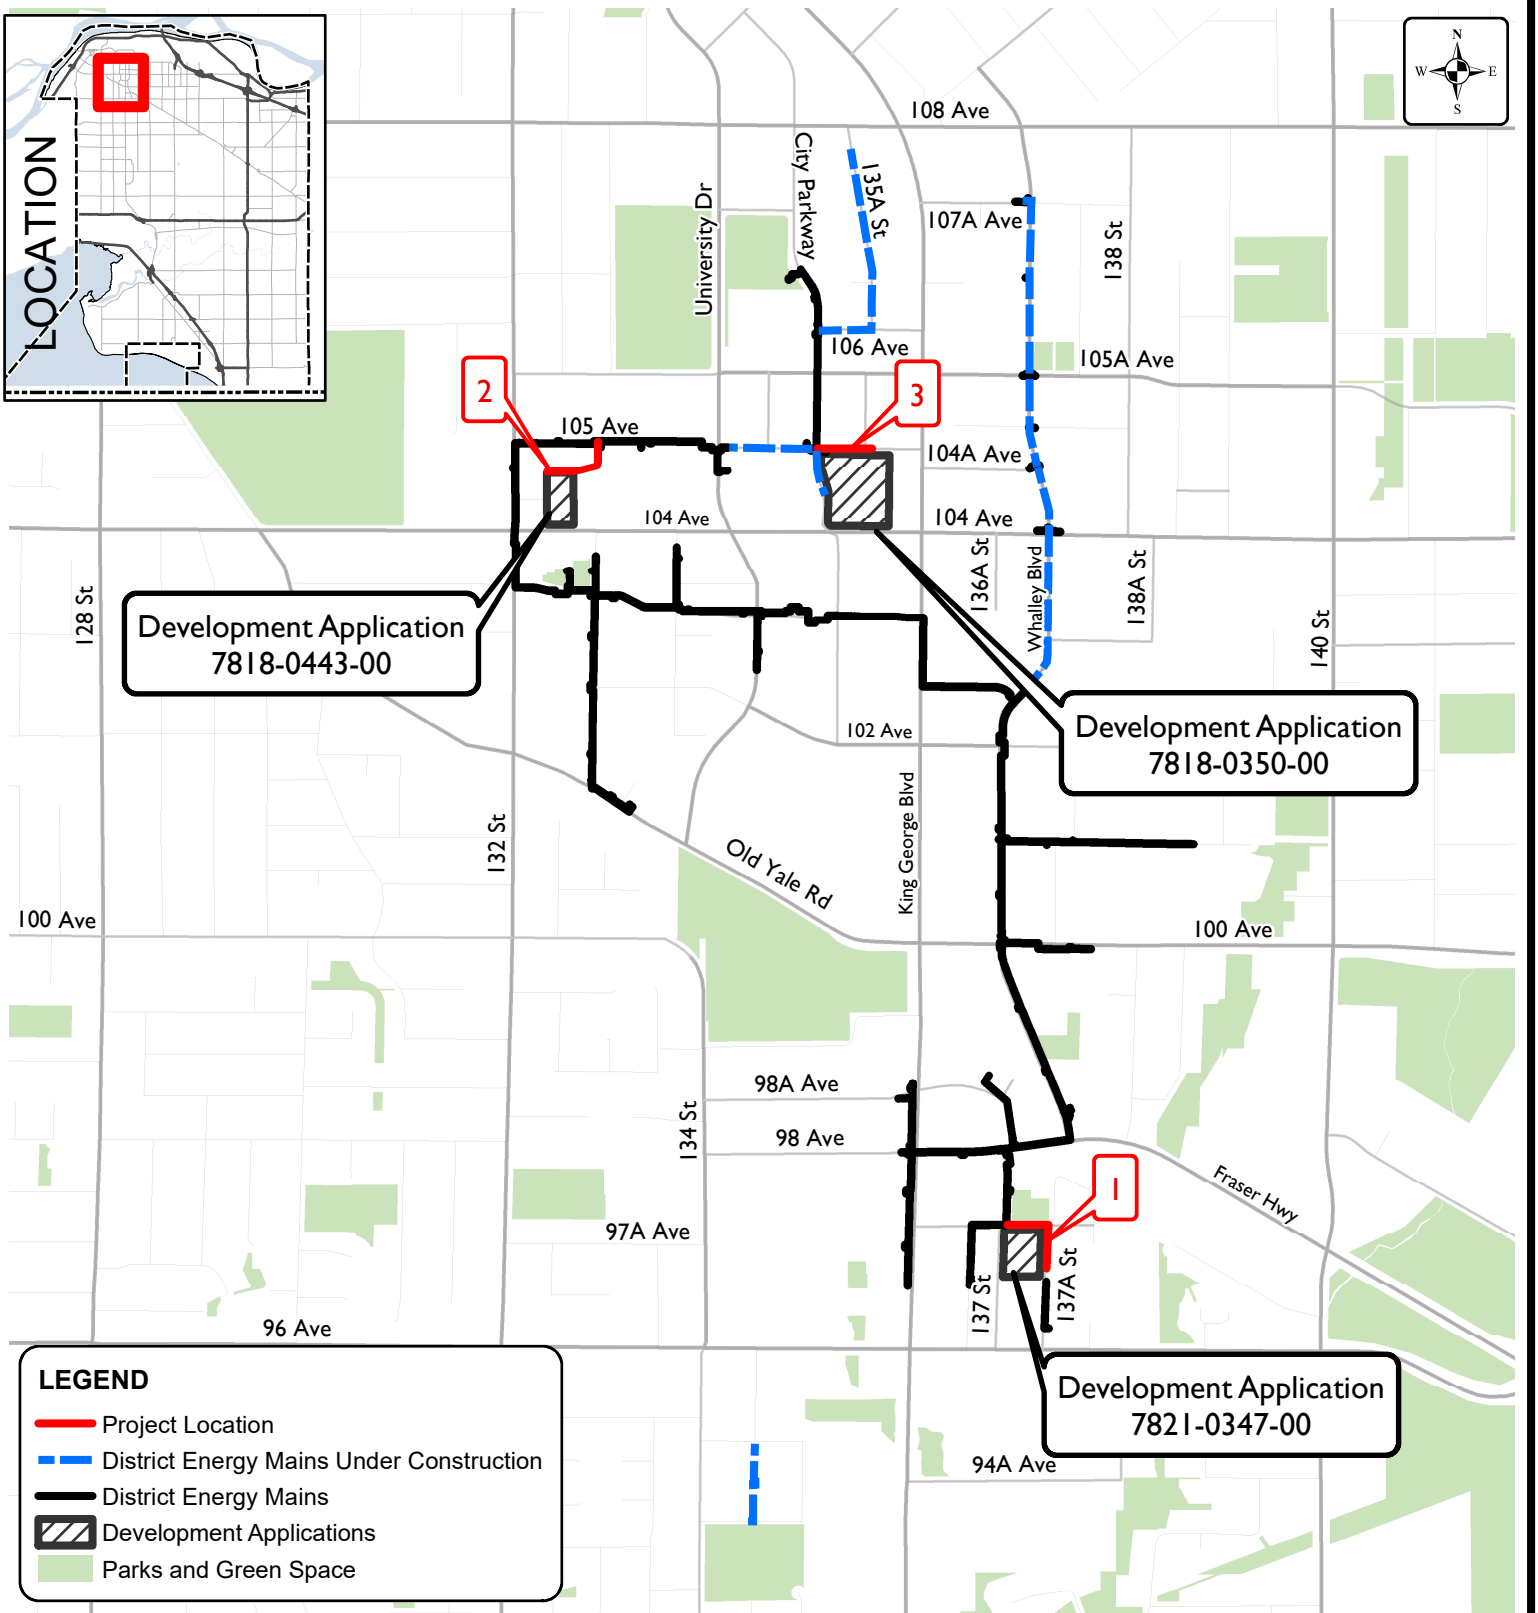 LOCATION
N
W E
S
108 Ave
City Parkway
135A St
University Dr
107A Ave
138 St
106 Ave
105A Ave
2
3
105 Ave
104A Ave
104 Ave
104 Ave
136A St
Whalley Blvd
138A St
128 St
140 St
Development Application
7818-0443-00
Development Application
7818-0350-00
102 Ave
King George Blvd
132 St
Old Yale Rd
100 Ave
100 Ave
98A Ave
134 St
98 Ave
1
Fraser Hwy
97A Ave
137 St
137A St
96 Ave
Development Application
7821-0347-00
94A Ave
LEGEND
Project Location
District Energy Mains Under Construction
District Energy Mains
Development Applications
Parks and Green Space